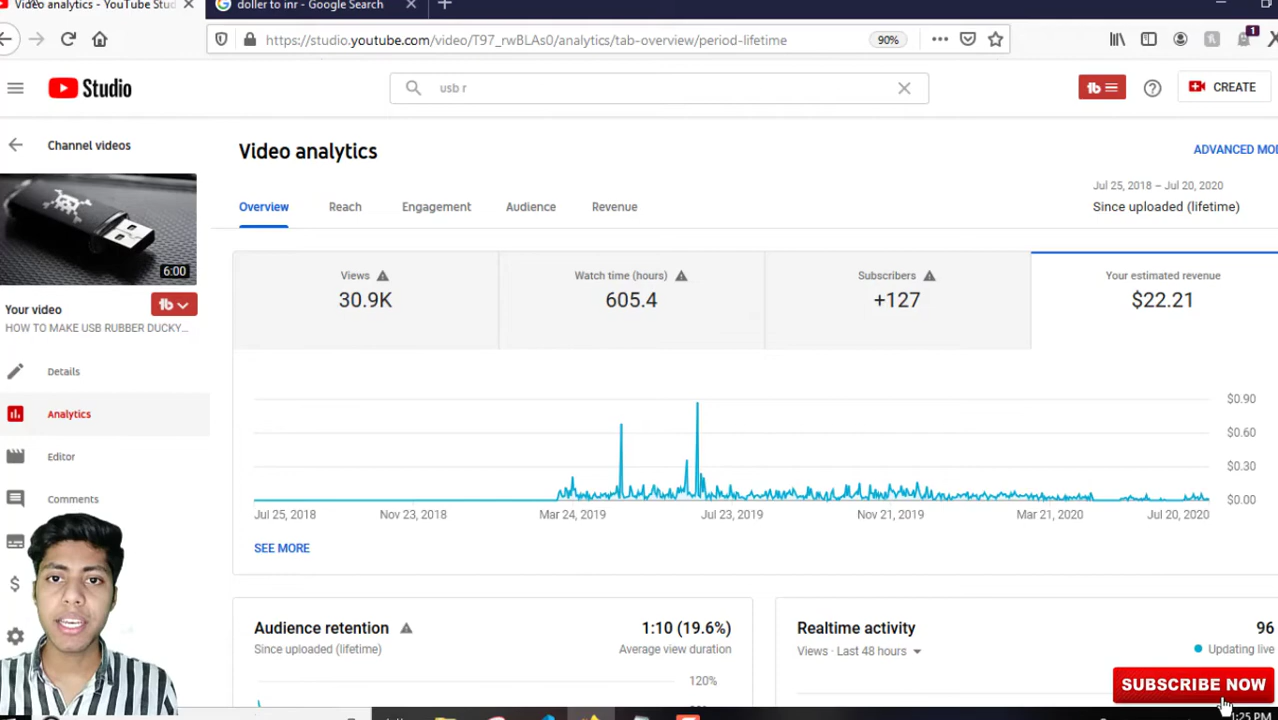 Video analytics - YouTube Stud
doller to inr - Google Search
https://studio.youtube.com/video/T97_rwBLAs0/analytics/tab-overview/period-lifetime
90%
1
Studio
usb r
CREATE
Channel videos
Video analytics
ADVANCED MOD
Jul 25, 2018 – Jul 20, 2020
Since uploaded (lifetime)
Overview
Reach
Engagement
Audience
Revenue
6:00
Your video
HOW TO MAKE USB RUBBER DUCKY...
Views
30.9K
Watch time (hours)
605.4
Subscribers
+127
Your estimated revenue
$22.21
Details
Analytics
Editor
Comments
$0.90
$0.60
$0.30
$0.00
Jul 25, 2018
Nov 23, 2018
Mar 24, 2019
Jul 23, 2019
Nov 21, 2019
Mar 21, 2020
Jul 20, 2020
SEE MORE
Audience retention
1:10 (19.6%)
Since uploaded (lifetime)
Average view duration
120%
Realtime activity
96
Views · Last 48 hours
Updating live
SUBSCRIBE NOW
1:25 PM